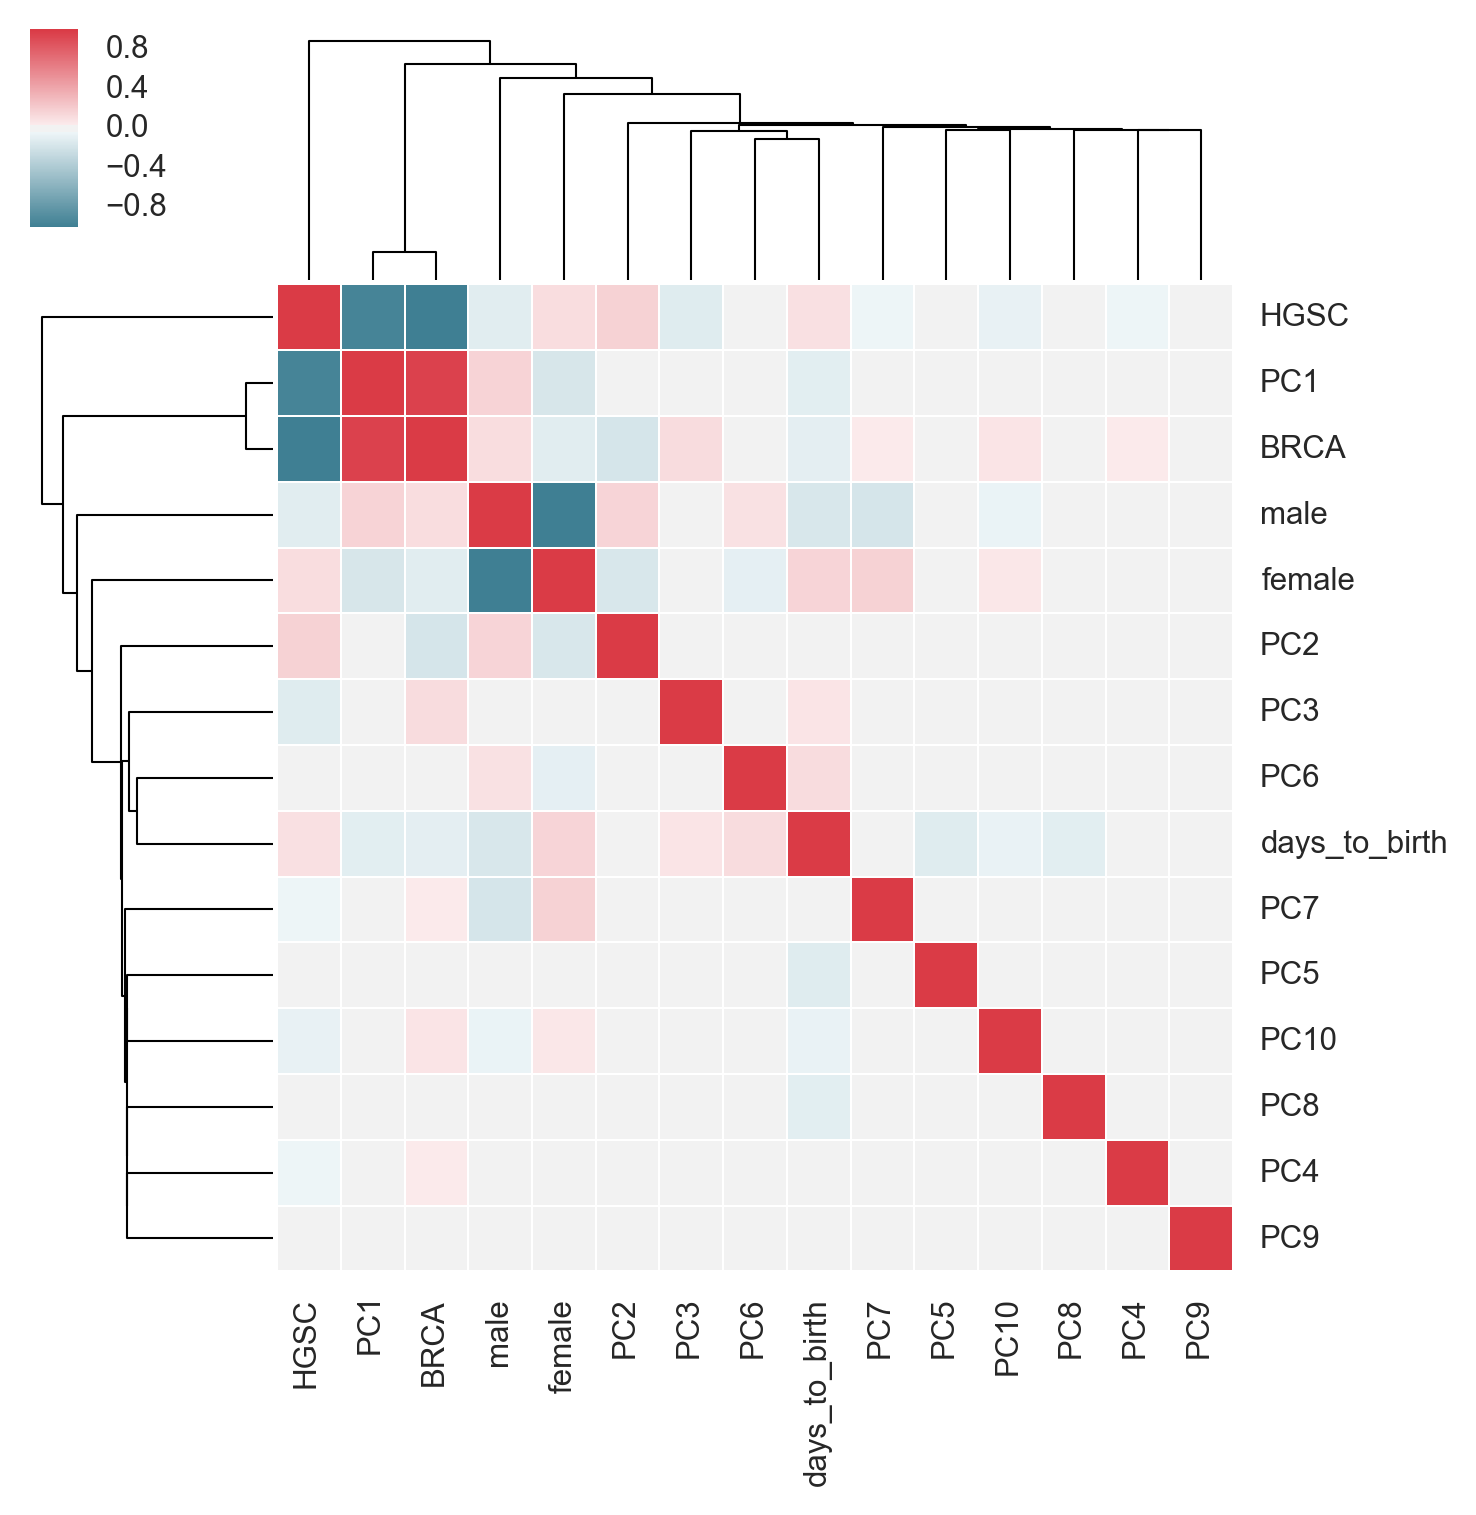 0.8
0.4
0.0
−0.4
−0.8
HGSC
PC1
BRCA
male
female
PC2
PC3
PC6
days_to_birth
PC7
PC5
PC10
PC8
PC4
PC9
HGSC
PC1
BRCA
male
female
PC2
PC3
PC6
days_to_birth
PC7
PC5
PC10
PC8
PC4
PC9